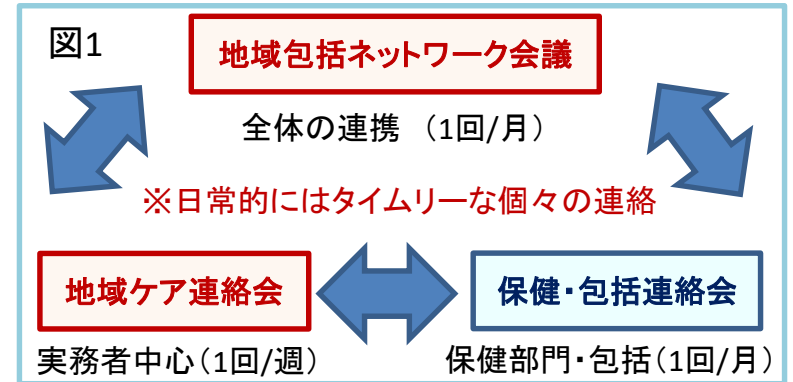 図1
地域包括ネットワーク会議
全体の連携 （1回/月）
※日常的にはタイムリーな個々の連絡
地域ケア連絡会
保健・包括連絡会
実務者中心（1回/週）
保健部門・包括（1回/月）